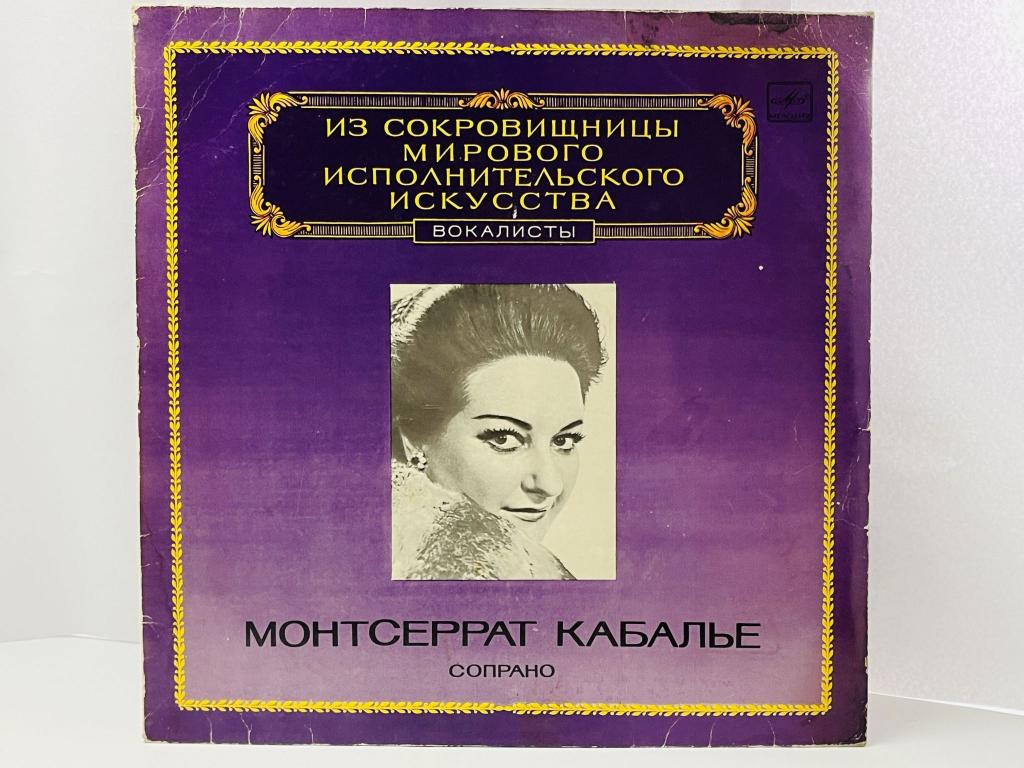 ИЗ СОКРОВИЩНИЦЫ
МИРОВОГО
ИСПОЛНИТЕЛЬСКОГО
ИСКУССТВА
ВОКАЛИСТЫ
МОНТСЕРРАТ КАБАЛЬЕ
СОПРАНО